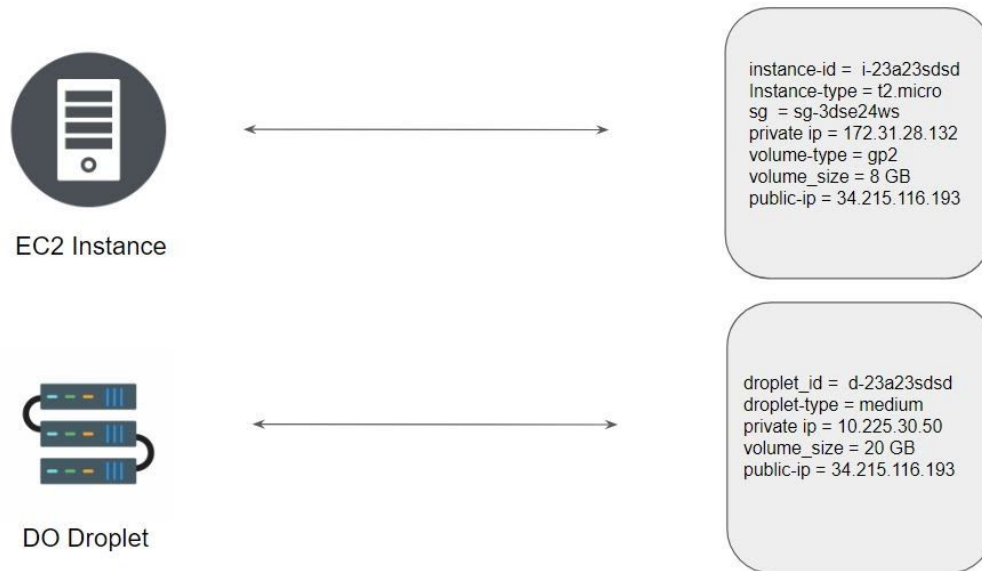 EC2 Instance
instance-id = i-23a23sdsd
Instance-type = t2.micro
sg = sg-3dse24ws
private ip = 172.31.28.132
volume-type = gp2
volume_size = 8 GB
public-ip = 34.215.116.193
DO Droplet
droplet_id = d-23a23sdsd
droplet-type = medium
private ip = 10.225.30.50
volume_size = 20 GB
public-ip = 34.215.116.193